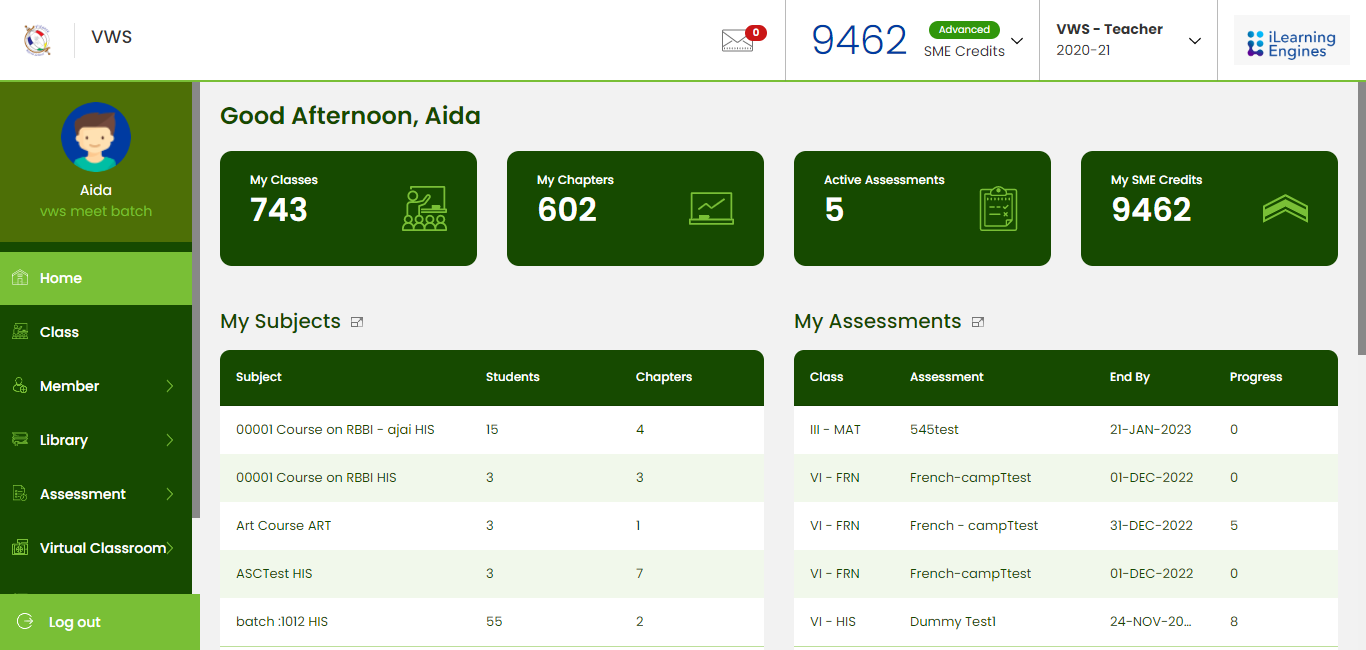 VWS
0
9462
Advanced
SME Credits
VWS - Teacher
2020-21
iLearning
Engines
Aida
vws meet batch
Home
Class
Member
Library
Assessment
Virtual Classroom
Log out
Good Afternoon, Aida
My Classes
743
My Chapters
602
Active Assessments
5
My SME Credits
9462
My Subjects
Subject Students Chapters
00001 Course on RBBI - ajai HIS 15 4
00001 Course on RBBI HIS 3 3
Art Course ART 3 1
ASCTest HIS 3 7
batch :1012 HIS 55 2
My Assessments
Class Assessment End By Progress
III - MAT 545test 21-JAN-2023 0
VI - FRN French-campTtest 01-DEC-2022 0
VI - FRN French - campTtest 31-DEC-2022 5
VI - FRN French-campTtest 01-DEC-2022 0
VI - HIS Dummy Test1 24-NOV-20... 8